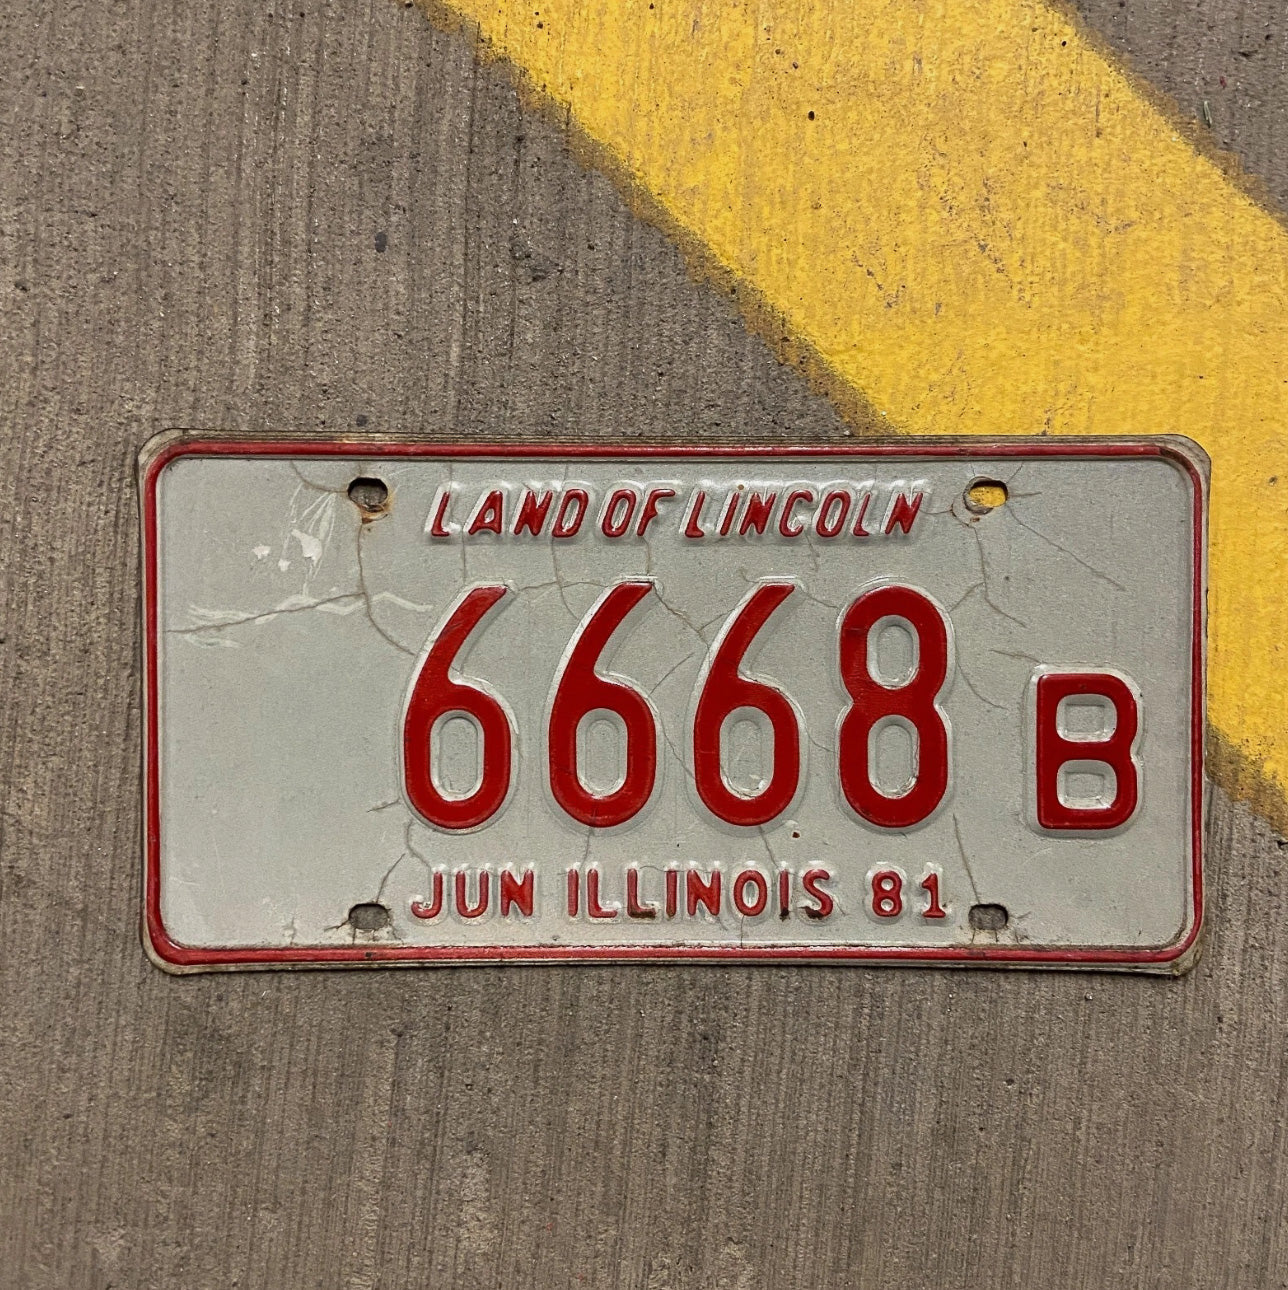 LAND OF LINCOLN
6668 B
JUN ILLINOIS 81